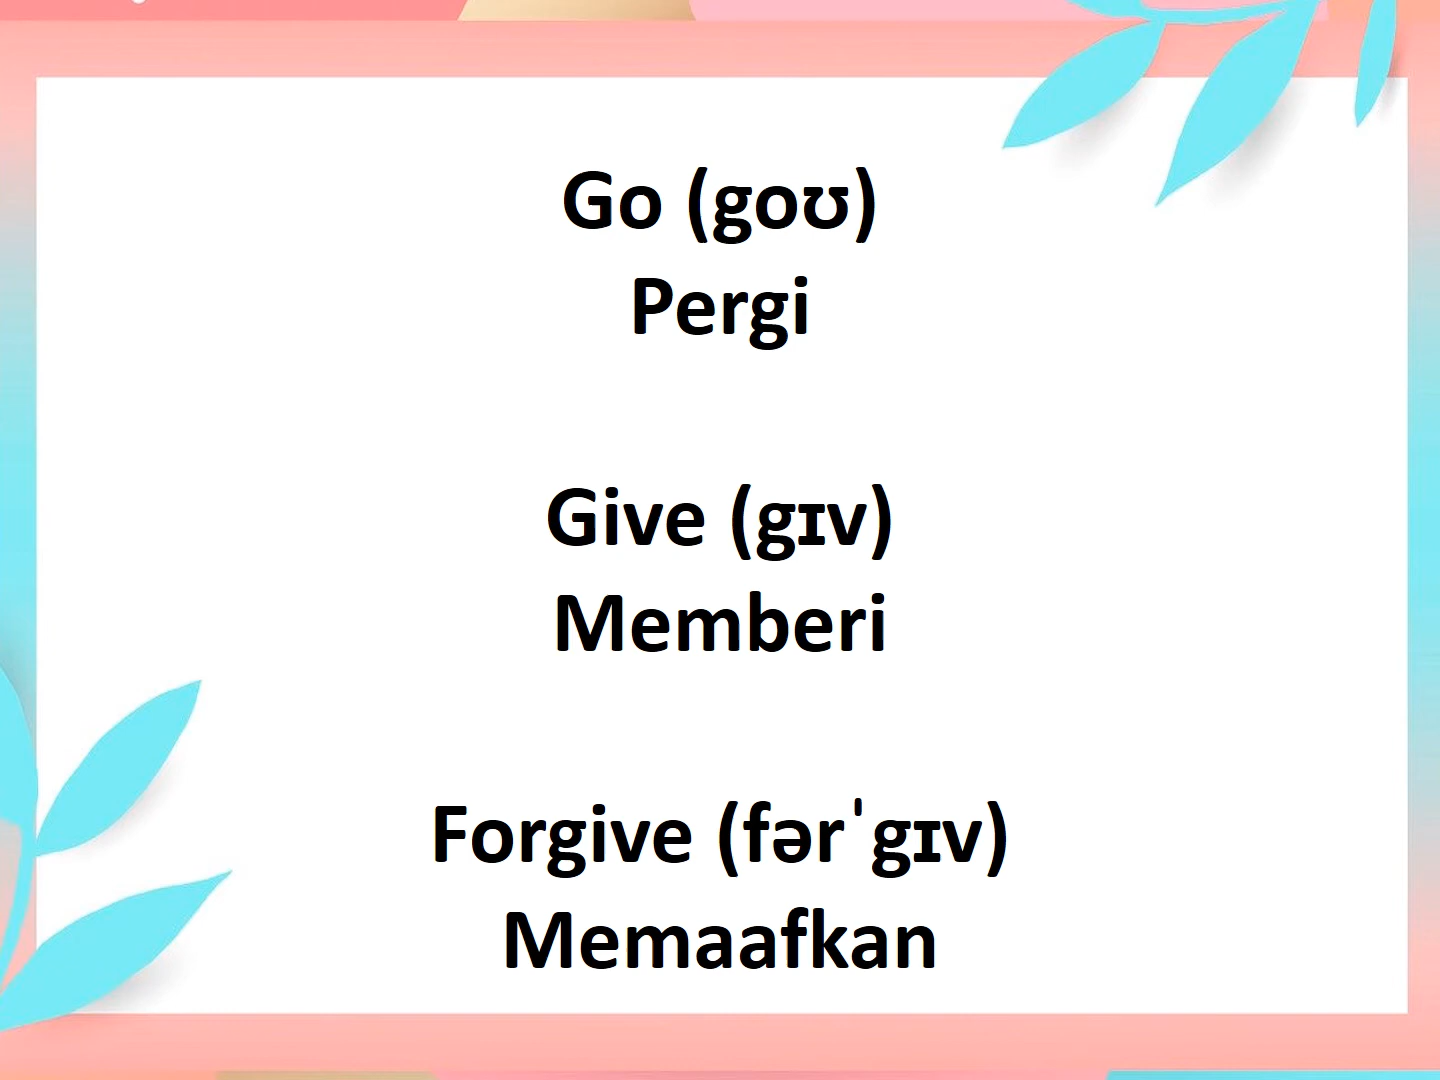 Go (goʊ)
Pergi
Give (gɪv)
Memberi
Forgive (fərˈgɪv)
Memaafkan